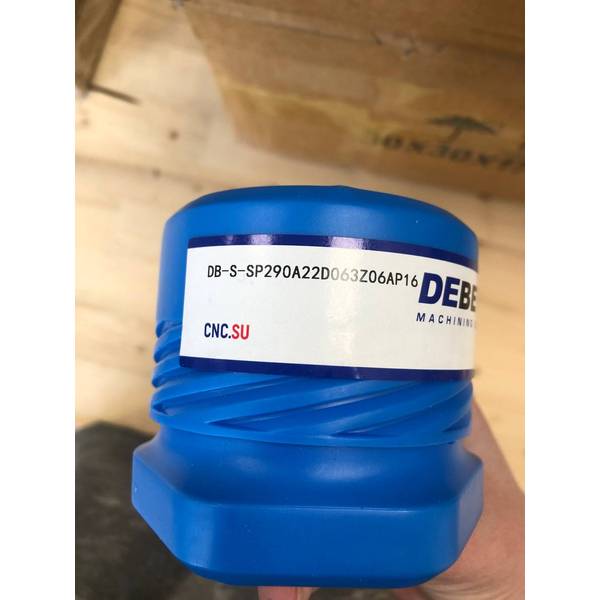 DB-S-SP290A22D063Z06AP16
DEBE
MACHINING
CNC.SU